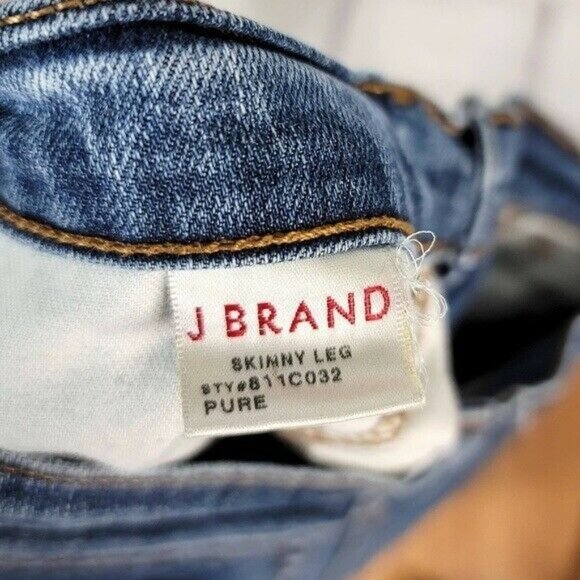 J BRAND
SKINNY LEG
STY#811C032
PURE